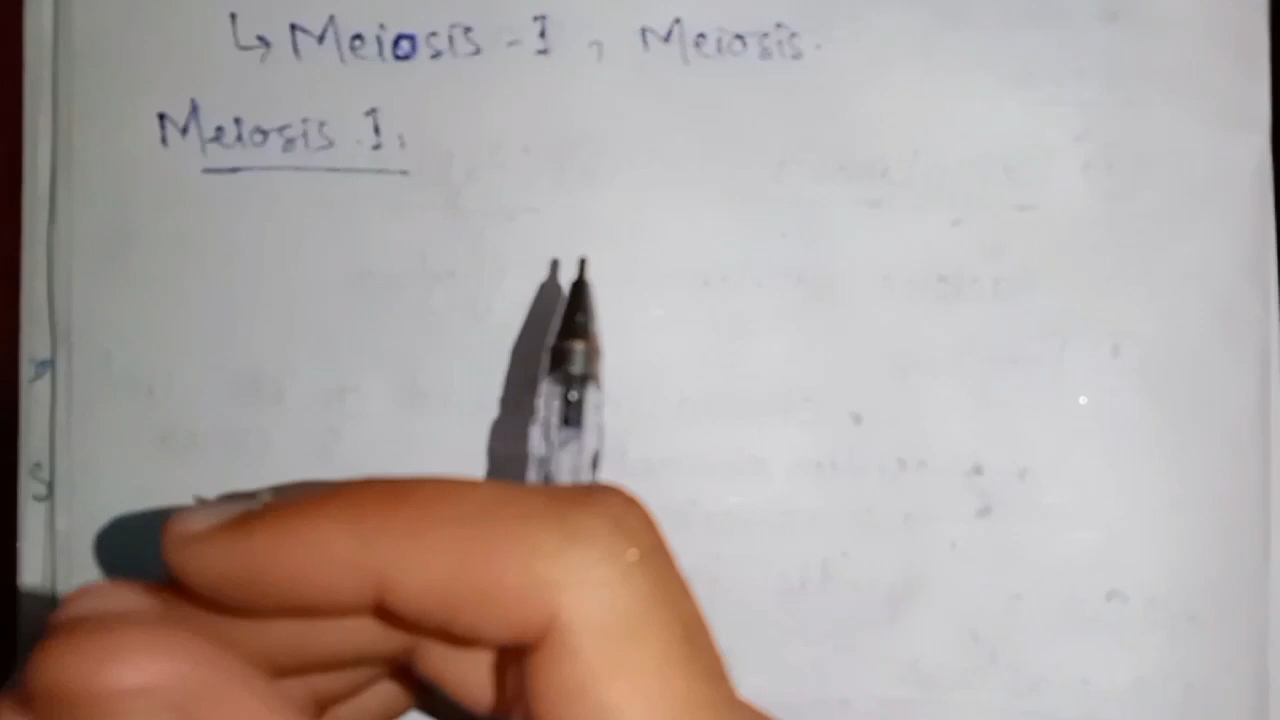 ↳ Meiosis - I, Meiosis.
Meiosis I.
S